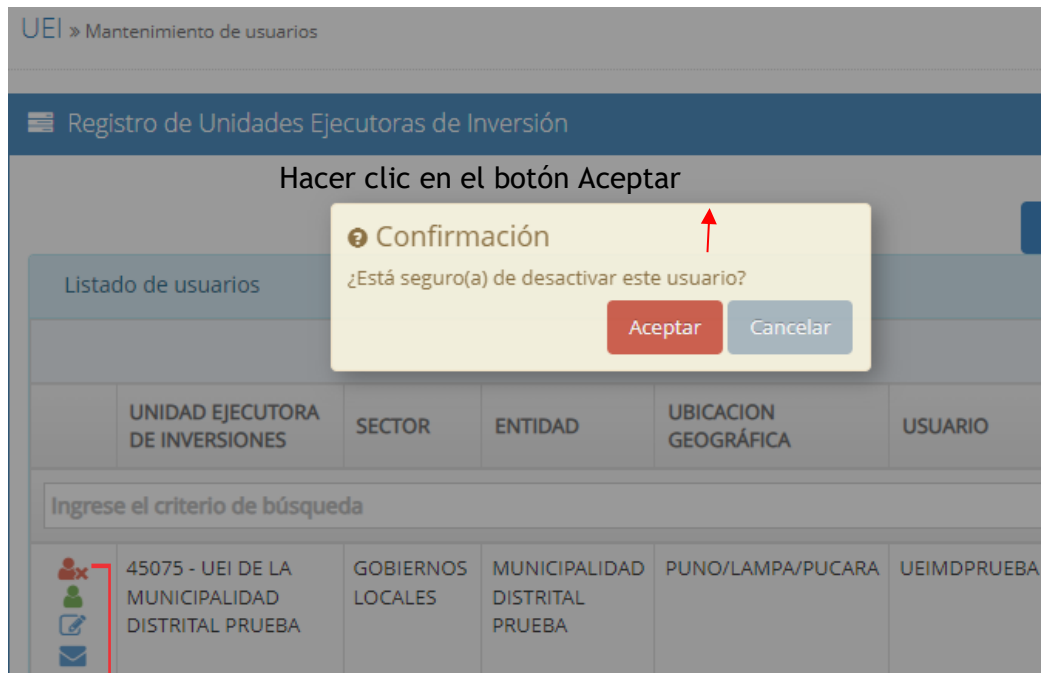 UEI » Mantenimiento de usuarios
Registro de Unidades Ejecutoras de Inversión
Hacer clic en el botón Aceptar
Confirmación
¿Está seguro(a) de desactivar este usuario?
Aceptar Cancelar
Listado de usuarios
UNIDAD EJECUTORA DE INVERSIONES
SECTOR
ENTIDAD
UBICACION GEOGRÁFICA
USUARIO
Ingrese el criterio de búsqueda
45075 - UEI DE LA
MUNICIPALIDAD
DISTRITAL PRUEBA
GOBIERNOS
LOCALES
MUNICIPALIDAD
DISTRITAL
PRUEBA
PUNO/LAMPA/PUCARA
UEIMDPRUEBA